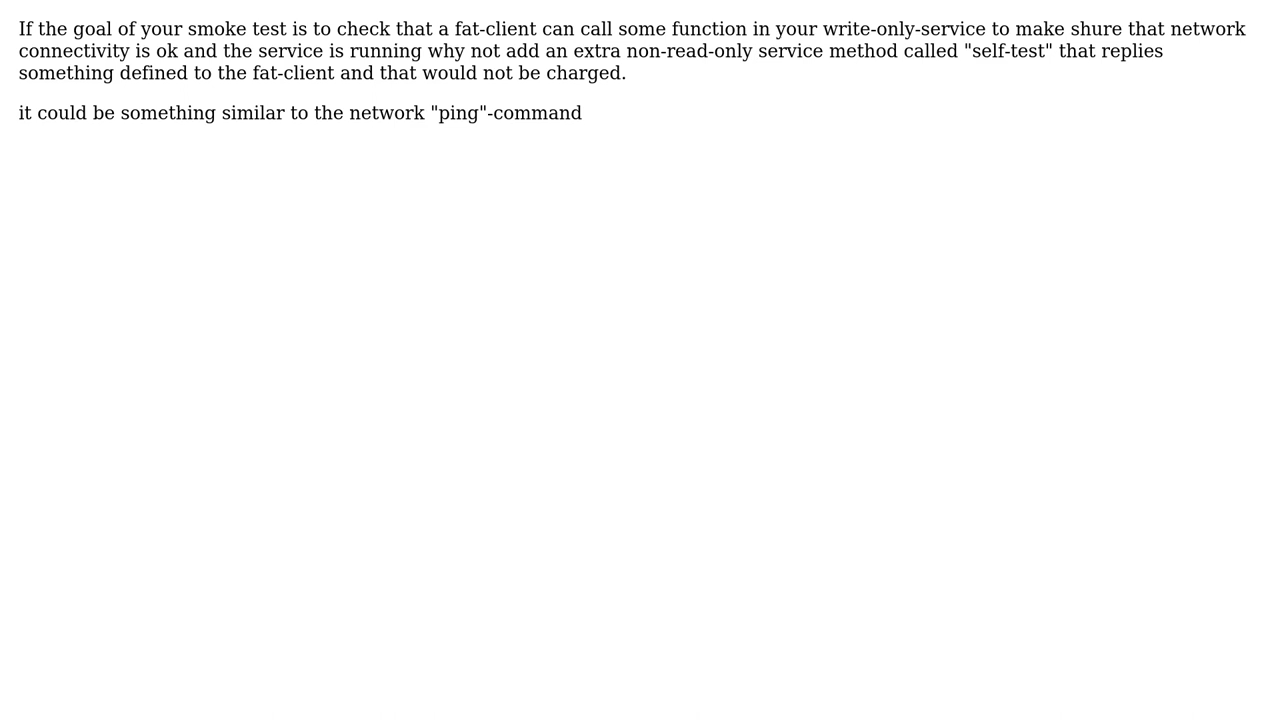 If the goal of your smoke test is to check that a fat-client can call some function in your write-only-service to make shure that network
connectivity is ok and the service is running why not add an extra non-read-only service method called "self-test" that replies
something defined to the fat-client and that would not be charged.
it could be something similar to the network "ping"-command